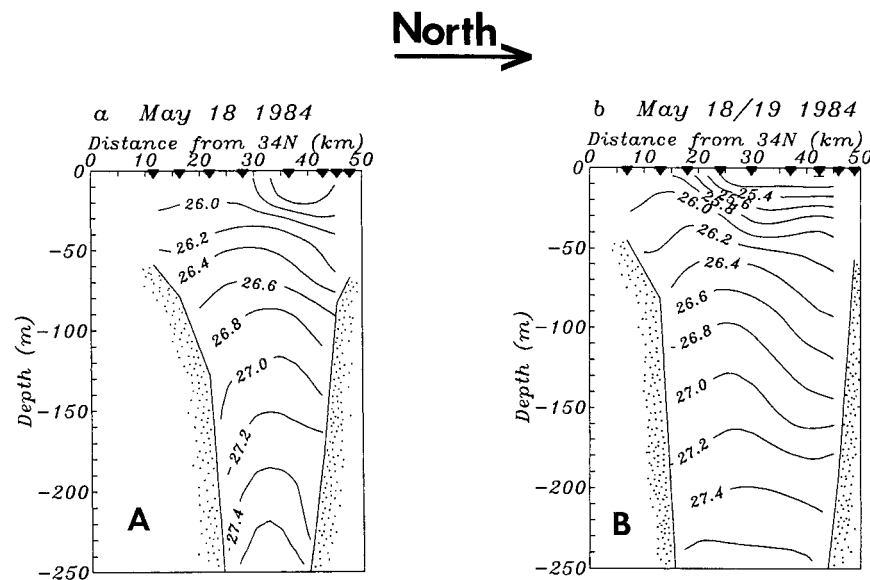 North
a May 18 1984
Distance from 34N (km)
0 10 20 30 40 50
0
-50
-100
-150
-200
-250
Depth (m)
26.0
26.2
26.4
26.6
26.8
27.0
27.2
27.4
A
b May 18/19 1984
Distance from 34N (km)
0 10 20 30 40 50
0
-50
-100
-150
-200
-250
Depth (m)
25.4
25.6
25.8
26.0
26.2
26.4
26.6
26.8
27.0
27.2
27.4
B